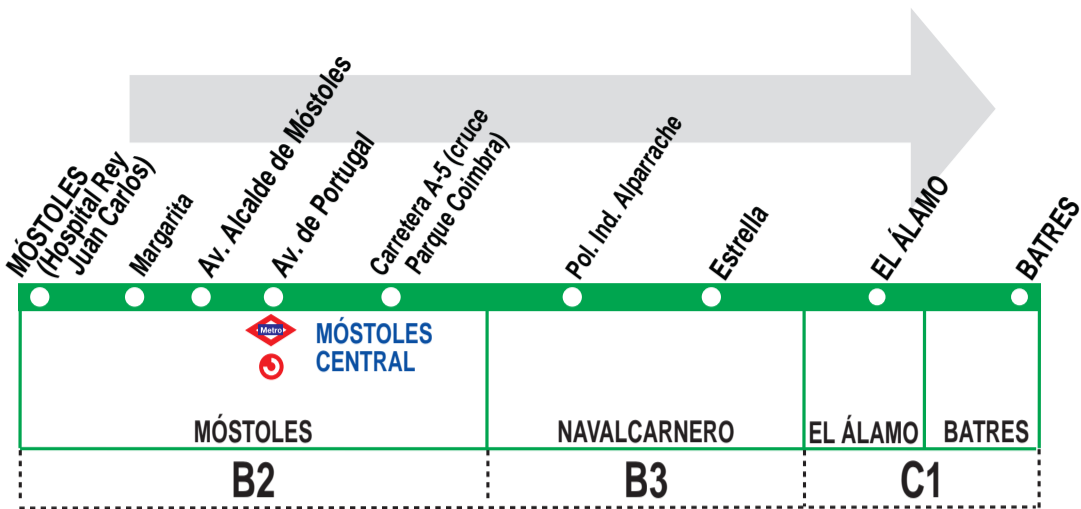 MÓSTOLES
(Hospital Rey
Juan Carlos)
Margarita
Av. Alcalde de Móstoles
Av. de Portugal
Carretera A-5 (cruce
Parque Coimbra)
Pol. Ind. Alparrache
Estrella
EL ÁLAMO
BATRES
Metro
MÓSTOLES
CENTRAL
MÓSTOLES
NAVALCARNERO
EL ÁLAMO
BATRES
B2
B3
C1